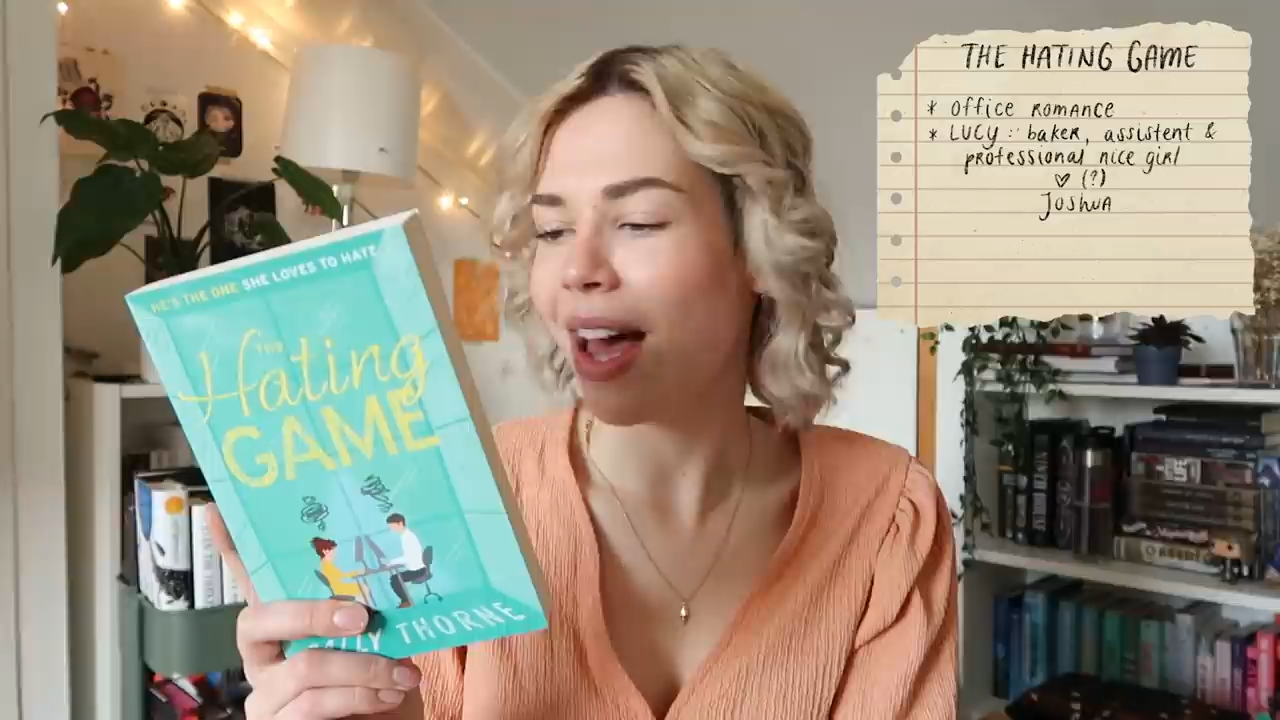 HE'S THE ONE SHE LOVES TO HATE
THE
Hating
GAME
THORNE
THE HATING GAME
* OFFICE ROMANCE
* LUCY :: baker, assistent &
professional nice girl
♡ (?)
JOSHUA